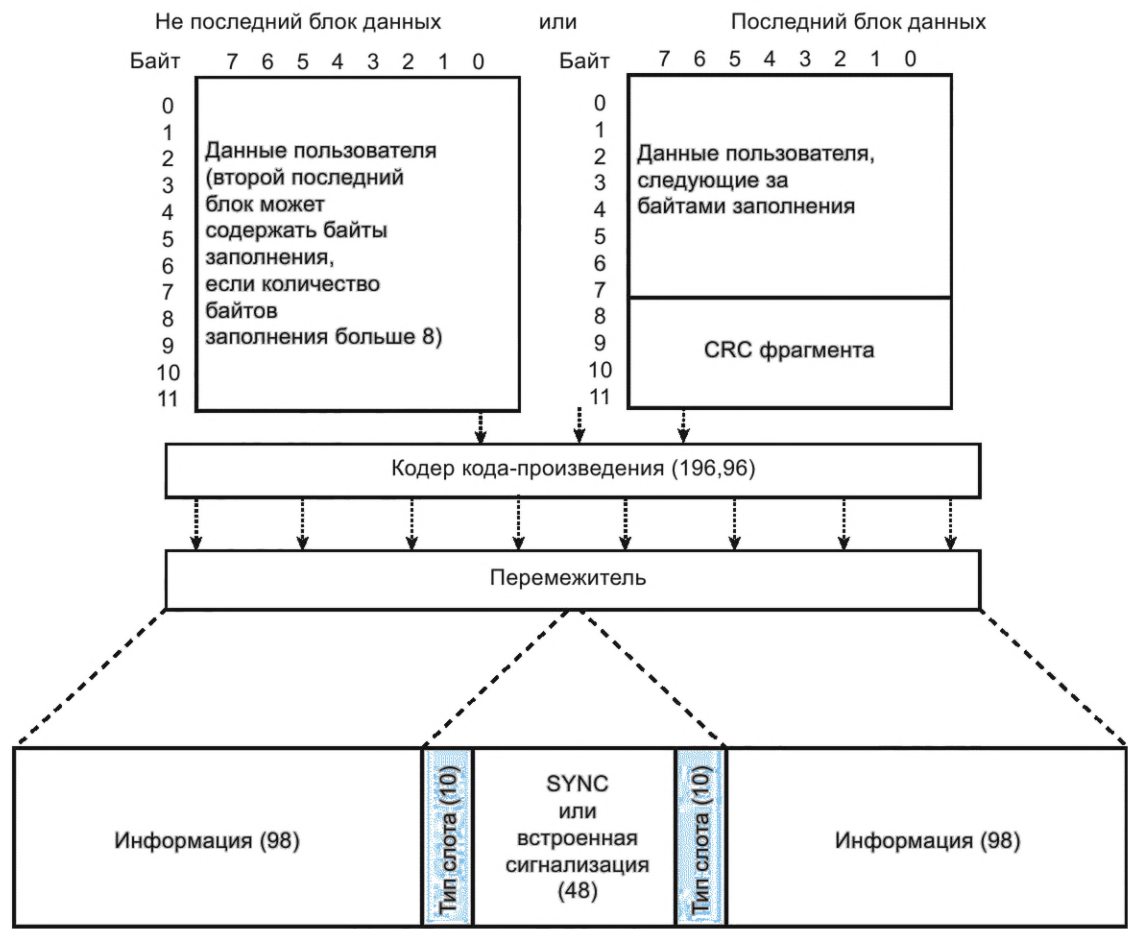 Не последний блок данных или Последний блок данных
Байт 7 6 5 4 3 2 1 0
0
1
2
3
4
5
6
7
8
9
10
11
Данные пользователя
(второй последний
блок может
содержать байты
заполнения,
если количество
байтов
заполнения больше 8)
Байт 7 6 5 4 3 2 1 0
0
1
2
3
4
5
6
7
8
9
10
11
Данные пользователя,
следующие за
байтами заполнения
CRC фрагмента
Кодер кода-произведения (196,96)
Перемежитель
Информация (98)
Тип слота (10)
SYNC
или
встроенная
сигнализация
(48)
Тип слота (10)
Информация (98)